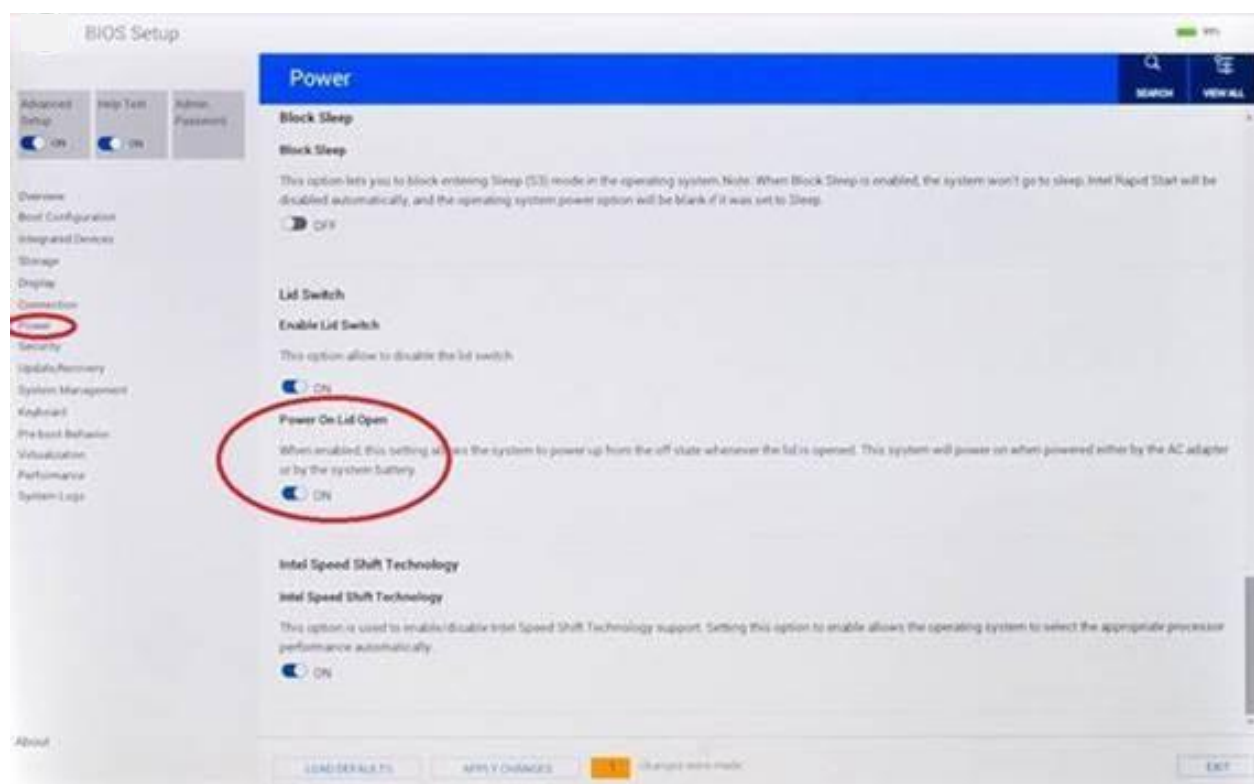 BIOS Setup
Power
SEARCH
VIEW ALL
Advanced
Setup
ON
Help Text
ON
Admin
Password
Overview
Boot Configuration
Integrated Devices
Storage
Display
Connection
Power
Security
Update/Recovery
System Management
Keyboard
Pre-boot Behavior
Virtualization
Performance
System Logs
About
Block Sleep
Block Sleep
This option lets you to block entering Sleep (S3) mode in the operating system. Note: When Block Sleep is enabled, the system won't go to sleep, Intel Rapid Start will be
disabled automatically, and the operating system power option will be blank if it was set to Sleep.
OFF
Lid Switch
Enable Lid Switch
This option allow to disable the lid switch
ON
Power On Lid Open
When enabled, this setting allows the system to power up from the off state whenever the lid is opened. This system will power on when powered either by the AC adapter
or by the system battery.
ON
Intel Speed Shift Technology
Intel Speed Shift Technology
This option is used to enable/disable Intel Speed Shift Technology support. Setting this option to enable allows the operating system to select the appropriate processor
performance automatically.
ON
LOAD DEFAULTS
APPLY CHANGES
1
changes were made
EXIT